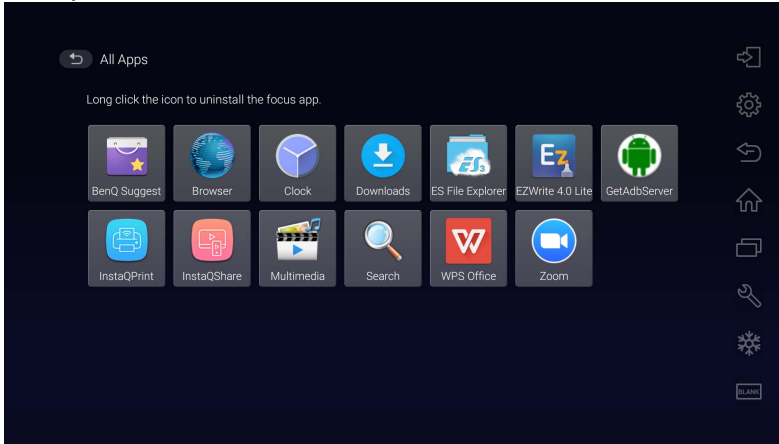 All Apps
Long click the icon to uninstall the focus app.
BenQ Suggest
Browser
Clock
Downloads
ES File Explorer
EZWrite 4.0 Lite
GetAdbServer
InstaQPrint
InstaQShare
Multimedia
Search
WPS Office
Zoom
BLANK